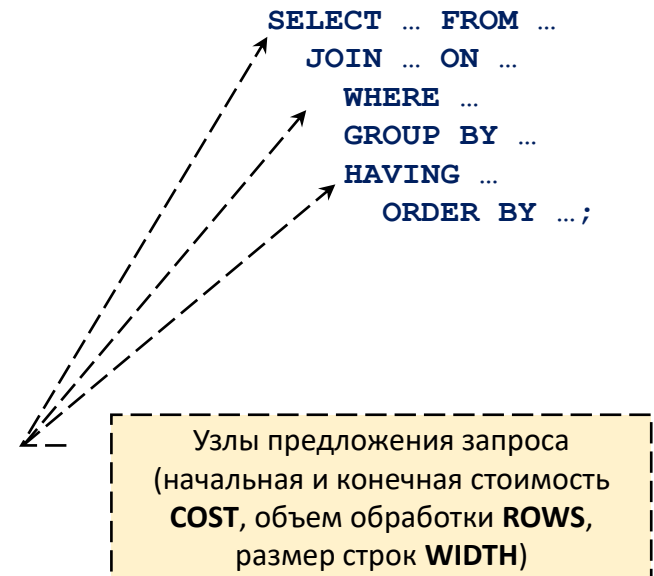 SELECT … FROM …
JOIN … ON …
WHERE …
GROUP BY …
HAVING …
ORDER BY …;
Узлы предложения запроса
(начальная и конечная стоимость
COST, объем обработки ROWS,
размер строк WIDTH)